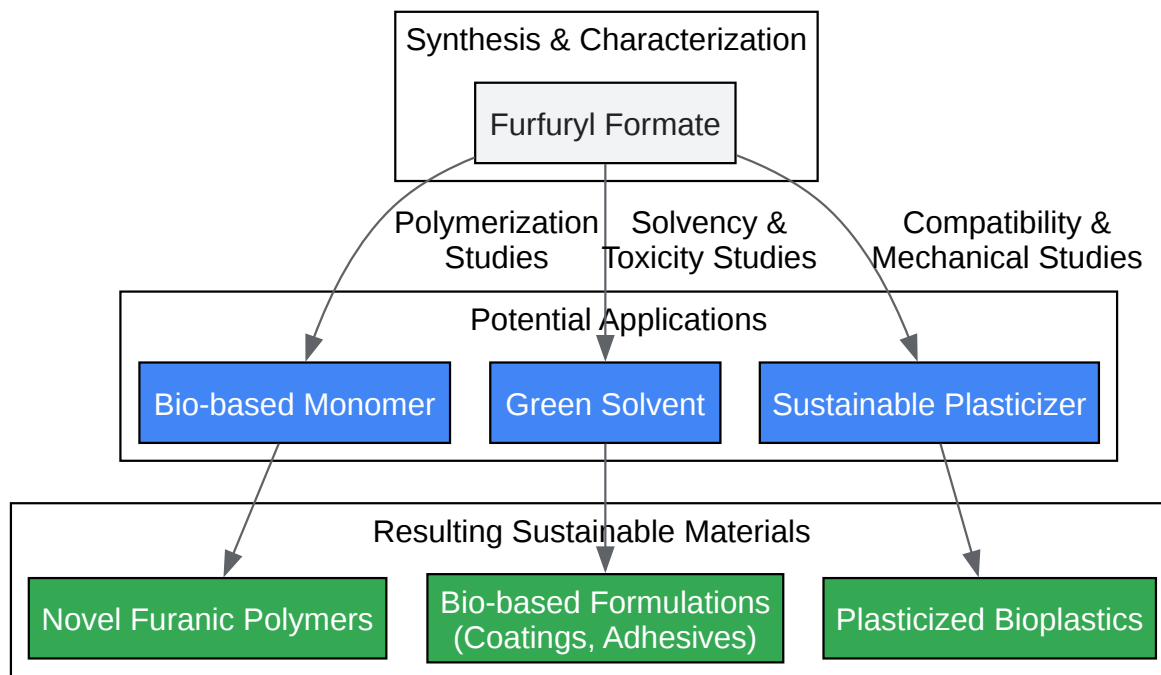 Synthesis & Characterization
Furfuryl Formate
Polymerization
Studies
Solvency &
Toxicity Studies
Compatibility &
Mechanical Studies
Potential Applications
Bio-based Monomer
Green Solvent
Sustainable Plasticizer
Resulting Sustainable Materials
Novel Furanic Polymers
Bio-based Formulations
(Coatings, Adhesives)
Plasticized Bioplastics